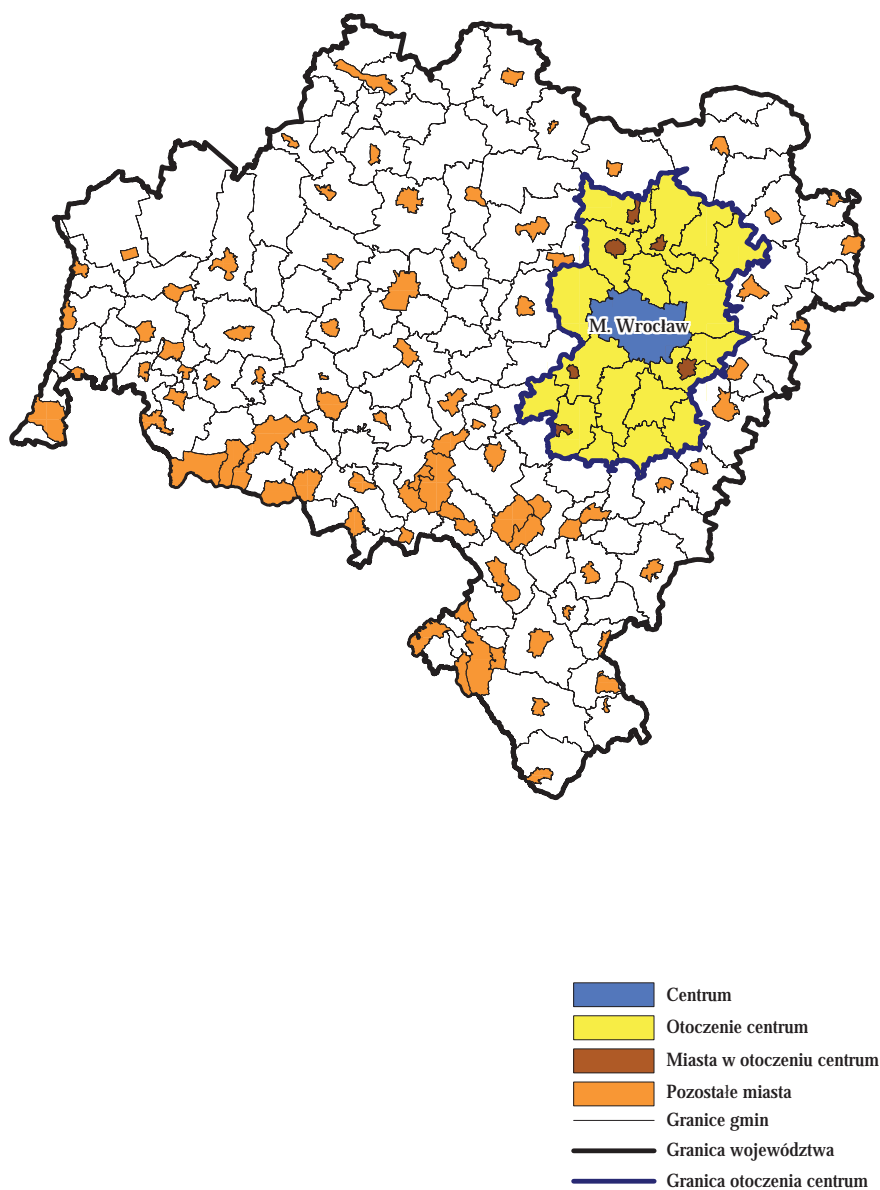 M. Wrocław
Centrum
Otoczenie centrum
Miasta w otoczeniu centrum
Pozostałe miasta
Granice gmin
Granica województwa
Granica otoczenia centrum